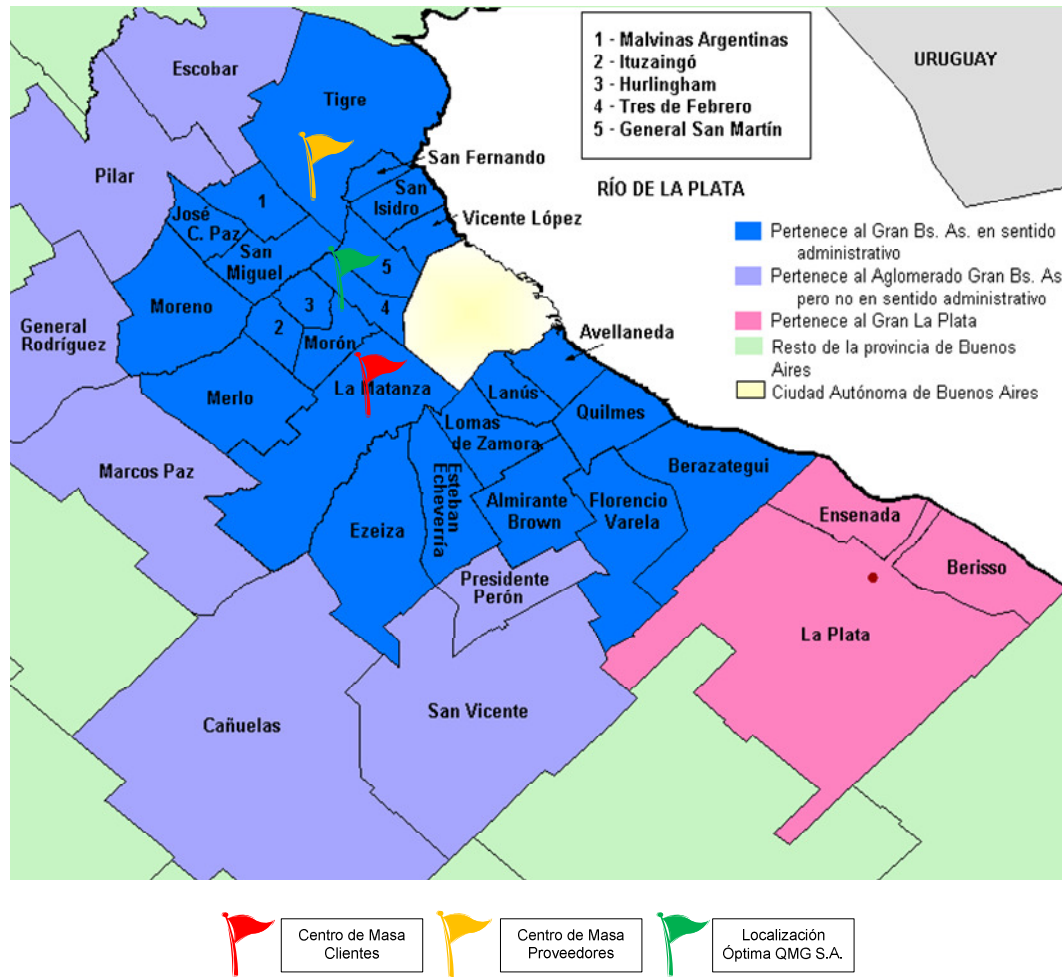 1 - Malvinas Argentinas
2 - Ituzaingó
3 - Hurlingham
4 - Tres de Febrero
5 - General San Martín
URUGUAY
RÍO DE LA PLATA
Pertenece al Gran Bs. As. en sentido
administrativo
Pertenece al Aglomerado Gran Bs. As
pero no en sentido administrativo
Pertenece al Gran La Plata
Resto de la provincia de Buenos
Aires
Ciudad Autónoma de Buenos Aires
Escobar
Tigre
San Fernando
Pilar
San
Isidro
1
José
C. Paz
Vicente López
San
Miguel
5
Moreno
3
4
General
Rodríguez
2
Morón
Avellaneda
Merlo
La Matanza
Lanús
Quilmes
Lomas
de Zamora
Marcos Paz
Berazategui
Esteban
Echeverría
Almirante
Brown
Florencio
Varela
Ezeiza
Ensenada
Presidente
Perón
Berisso
La Plata
San Vicente
Cañuelas
Centro de Masa
Clientes
Centro de Masa
Proveedores
Localización
Óptima QMG S.A.